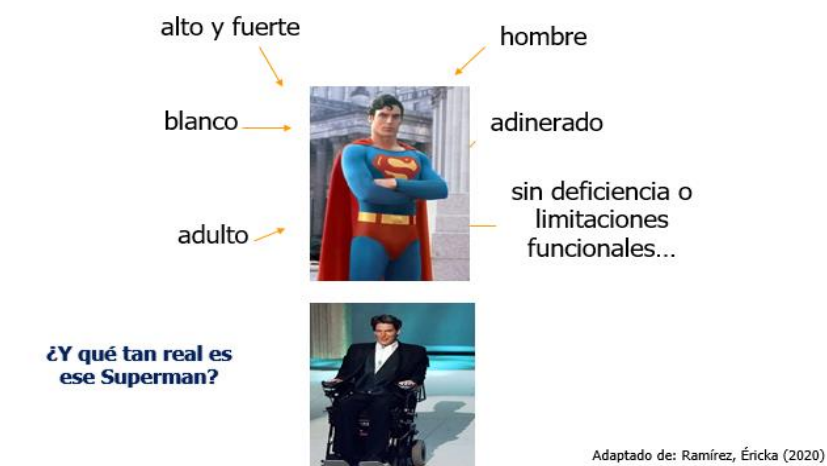 alto y fuerte
hombre
blanco
adinerado
sin deficiencia o
limitaciones
funcionales...
adulto
¿Y qué tan real es
ese Superman?
Adaptado de: Ramírez, Éricka (2020)